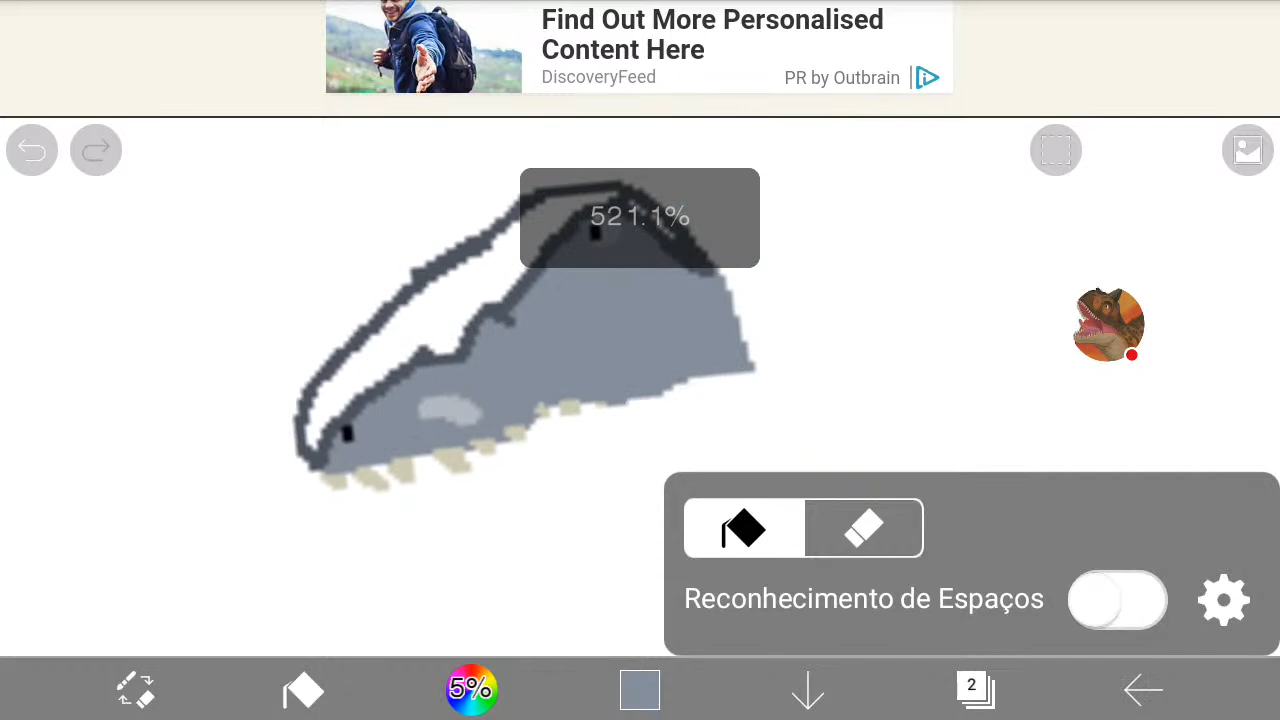 Find Out More Personalised
Content Here
DiscoveryFeed
PR by Outbrain
521.1%
Reconhecimento de Espaços
5%
2